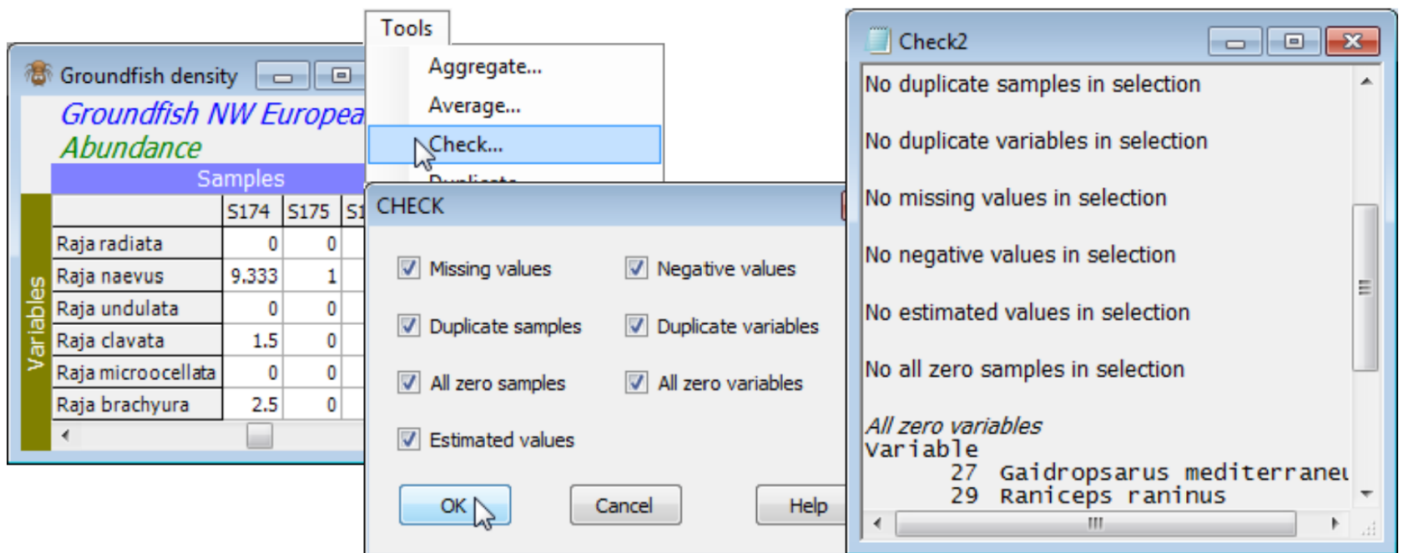 Groundfish density
Groundfish NW Europea
Abundance
Samples
Variables
S174 S175 S1
Raja radiata 0 0
Raja naevus 9.333 1
Raja undulata 0 0
Raja clavata 1.5 0
Raja microocellata 0 0
Raja brachyura 2.5 0
Tools
Aggregate...
Average...
Check...
Duplicate
CHECK
Missing values
Negative values
Duplicate samples
Duplicate variables
All zero samples
All zero variables
Estimated values
OK
Cancel
Help
Check2
No duplicate samples in selection
No duplicate variables in selection
No missing values in selection
No negative values in selection
No estimated values in selection
No all zero samples in selection
All zero variables
Variable
27 Gaidropsarus mediterraneu
29 Raniceps raninus